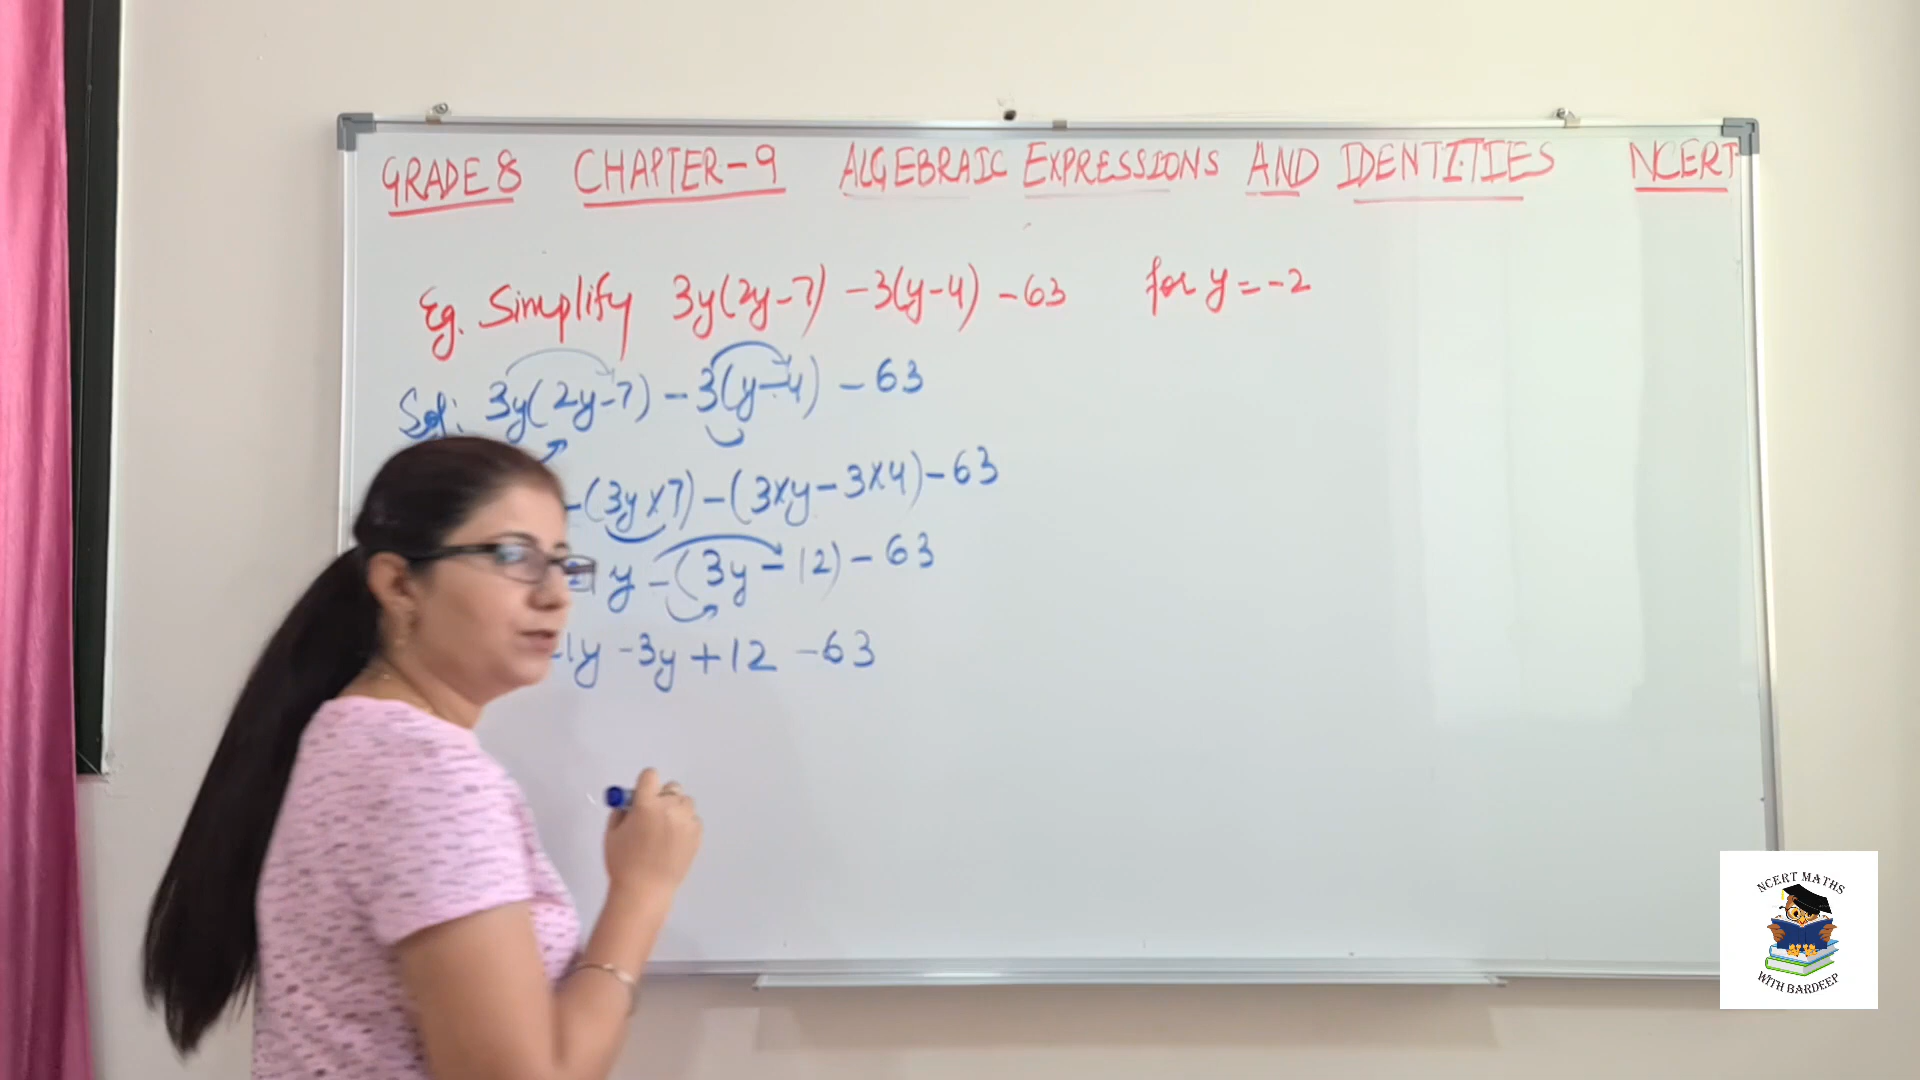 GRADE 8 CHAPTER-9 ALGEBRAIC EXPRESSIONS AND IDENTITIES NCERT
Eg. Simplify 3y(2y-7) -3(y-4) -63 for y = -2
Sol: 3y(2y-7) -3(y-4) -63
-(3y×7) -(3×y-3×4) -63
y -(3y-12) -63
1y -3y +12 -63
NCERT MATHS
WITH BARDEEP